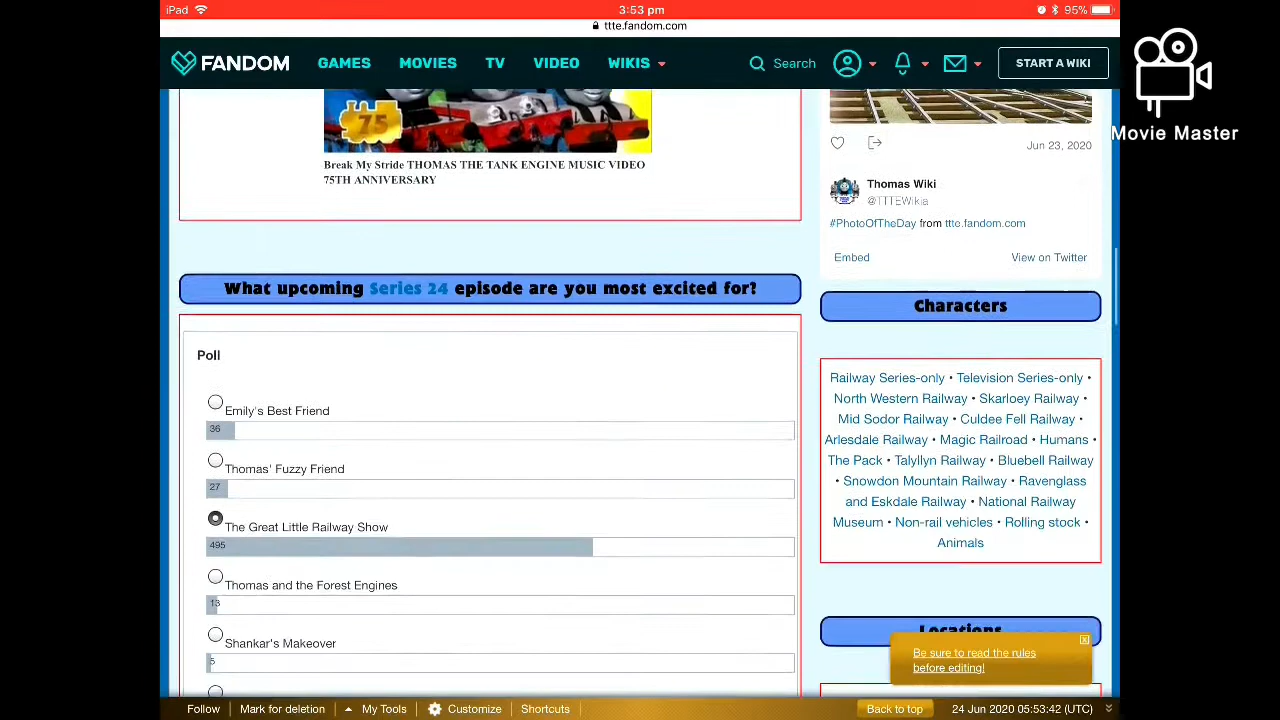 iPad 3:53 pm 95%
ttte.fandom.com
FANDOM GAMES MOVIES TV VIDEO WIKIS Search START A WIKI
Movie Master
75
Break My Stride THOMAS THE TANK ENGINE MUSIC VIDEO
75TH ANNIVERSARY
What upcoming Series 24 episode are you most excited for?
Poll
Emily's Best Friend
36
Thomas' Fuzzy Friend
27
The Great Little Railway Show
495
Thomas and the Forest Engines
13
Shankar's Makeover
5
Jun 23, 2020
Thomas Wiki
@TTTEWikia
#PhotoOfTheDay from ttte.fandom.com
Embed View on Twitter
Characters
Railway Series-only • Television Series-only •
North Western Railway • Skarloey Railway •
Mid Sodor Railway • Culdee Fell Railway •
Arlesdale Railway • Magic Railroad • Humans •
The Pack • Talyllyn Railway • Bluebell Railway
• Snowdon Mountain Railway • Ravenglass
and Eskdale Railway • National Railway
Museum • Non-rail vehicles • Rolling stock •
Animals
Locations
Be sure to read the rules
before editing!
Follow Mark for deletion My Tools Customize Shortcuts Back to top 24 Jun 2020 05:53:42 (UTC)